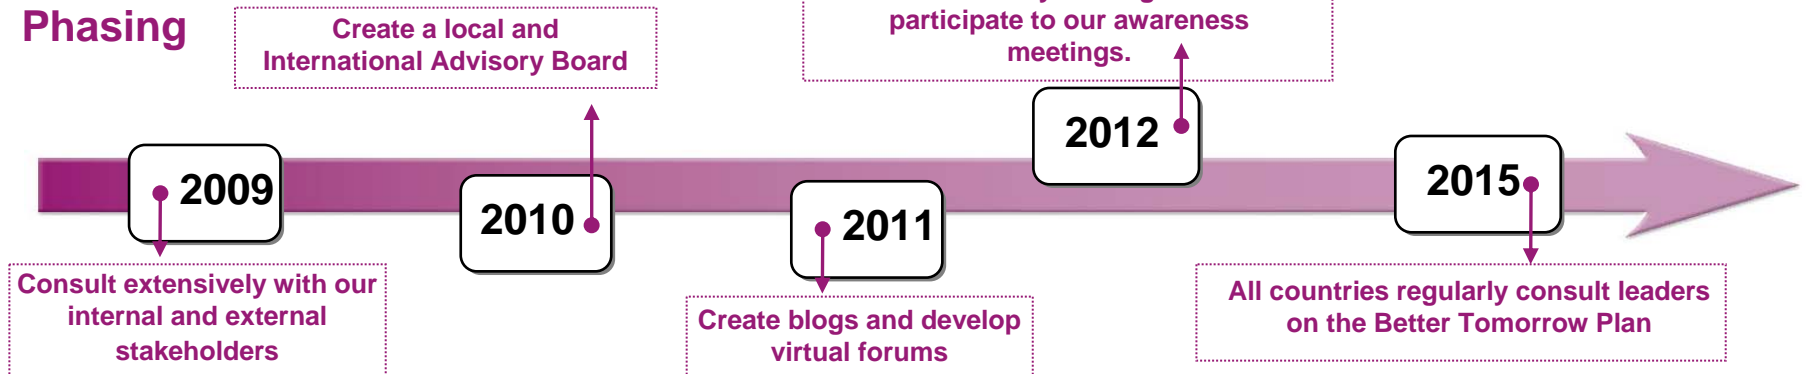 Phasing
Create a local and
International Advisory Board
participate to our awareness
meetings.
2009
2010
2011
2012
2015
Consult extensively with our
internal and external
stakeholders
Create blogs and develop
virtual forums
All countries regularly consult leaders
on the Better Tomorrow Plan